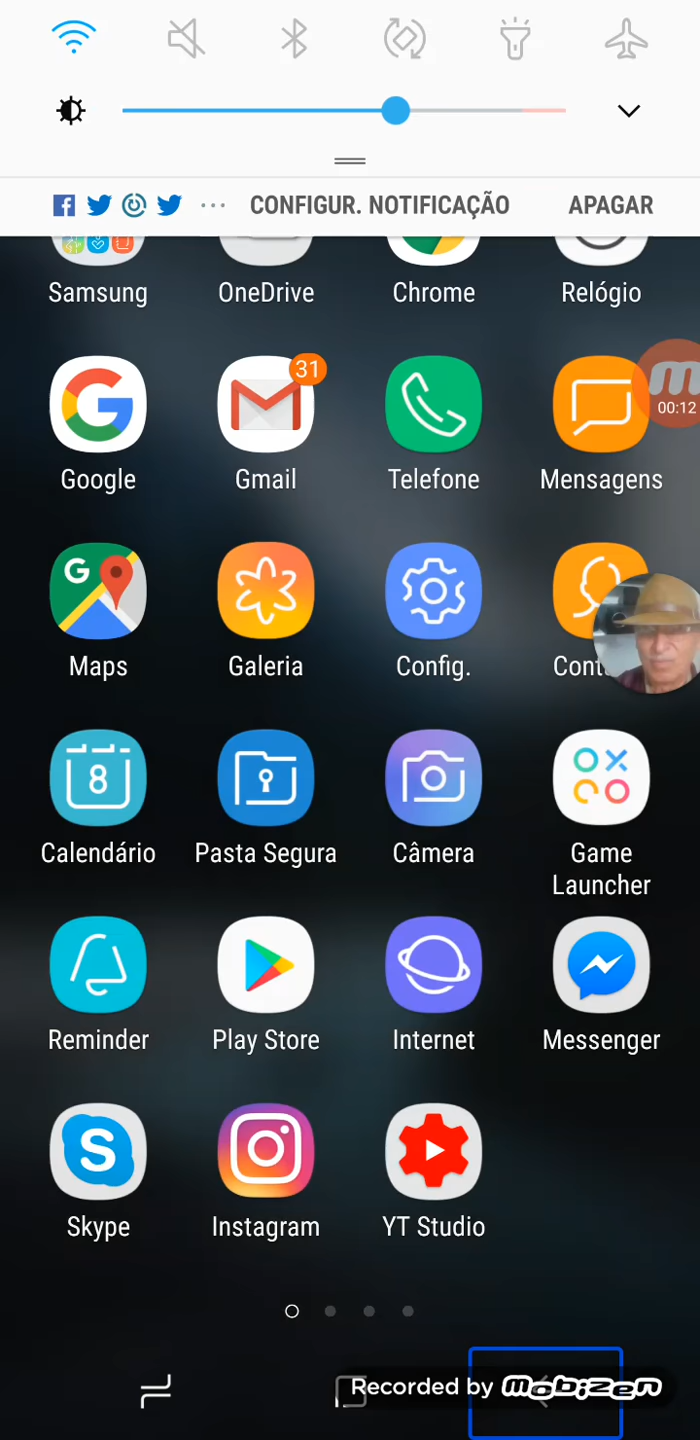 CONFIGUR. NOTIFICAÇÃO APAGAR
Samsung OneDrive Chrome Relógio
31
00:12
Google Gmail Telefone Mensagens
G
Maps Galeria Config. Cont
8
Calendário Pasta Segura Câmera Game
Launcher
Reminder Play Store Internet Messenger
Skype Instagram YT Studio
Recorded by mobizen